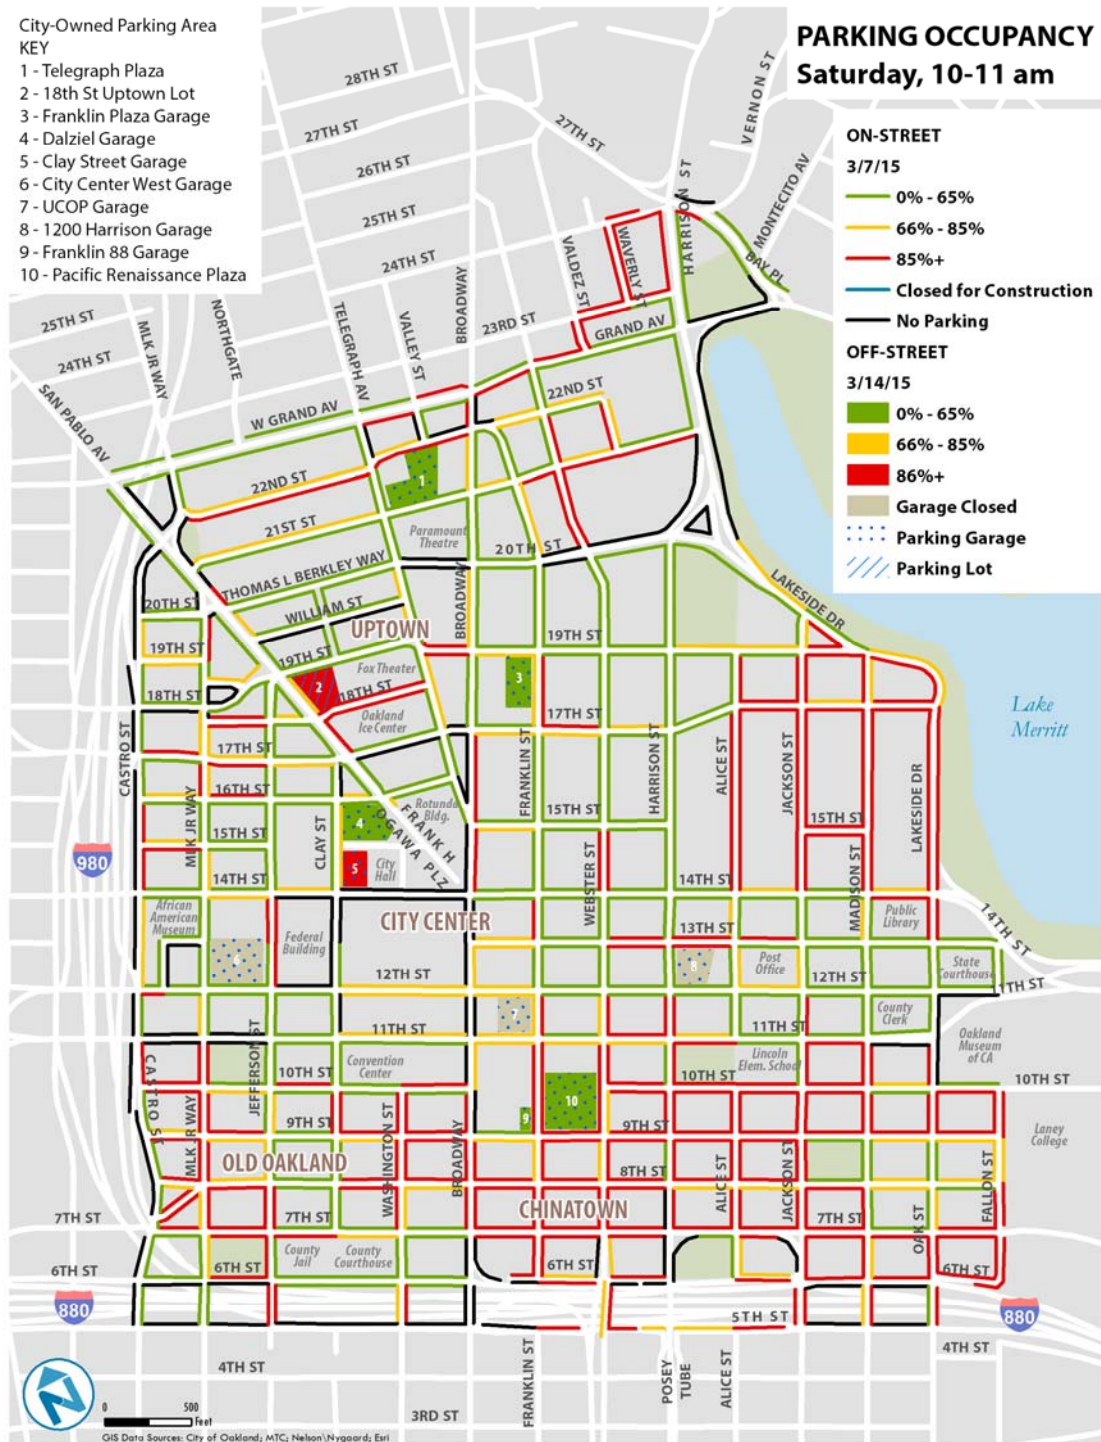 City-Owned Parking Area
KEY
1 - Telegraph Plaza
2 - 18th St Uptown Lot
3 - Franklin Plaza Garage
4 - Dalziel Garage
5 - Clay Street Garage
6 - City Center West Garage
7 - UCOP Garage
8 - 1200 Harrison Garage
9 - Franklin 88 Garage
10 - Pacific Renaissance Plaza
PARKING OCCUPANCY
Saturday, 10-11 am
ON-STREET
3/7/15
0% - 65%
66% - 85%
85%+
Closed for Construction
No Parking
OFF-STREET
3/14/15
0% - 65%
66% - 85%
86%+
Garage Closed
Parking Garage
Parking Lot
28TH ST
27TH ST
27TH ST
VERNON ST
26TH ST
25TH ST
24TH ST
HARRISON ST
MONTECITO AV
BAY PL
WAVERLY ST
VALDEZ ST
BROADWAY
23RD ST
GRAND AV
TELEGRAPH AV
VALLEY ST
NORTHGATE
MLK JR WAY
25TH ST
24TH ST
SAN PABLO AV
W GRAND AV
22ND ST
22ND ST
1
21ST ST
Paramount
Theatre
20TH ST
THOMAS L BERKLEY WAY
BROADWAY
LAKESIDE DR
20TH ST
WILLIAM ST
UPTOWN
19TH ST
19TH ST
19TH ST
Fox Theater
18TH ST
2
18TH ST
3
Oakland
Ice Center
17TH ST
Lake
Merritt
CASTRO ST
17TH ST
FRANKLIN ST
HARRISON ST
ALICE ST
JACKSON ST
LAKESIDE DR
16TH ST
MLK JR WAY
Rotunda
Bldg.
15TH ST
15TH ST
15TH ST
CLAY ST
4
FRANK H
OGAWA PLZ
980
5
City
Hall
WEBSTER ST
MADISON ST
14TH ST
14TH ST
14TH ST
African
American
Museum
Federal
Building
CITY CENTER
13TH ST
Public
Library
6
12TH ST
8
Post
Office
12TH ST
State
Courthouse
11TH ST
7
11TH ST
11TH ST
County
Clerk
Oakland
Museum
of CA
CASTRO ST
JEFFERSON ST
10TH ST
Convention
Center
10TH ST
Lincoln
Elem. School
10TH ST
MLK JR WAY
9TH ST
WASHINGTON ST
BROADWAY
9
10
9TH ST
Laney
College
OLD OAKLAND
8TH ST
ALICE ST
JACKSON ST
FALLON ST
7TH ST
7TH ST
CHINATOWN
7TH ST
OAK ST
6TH ST
6TH ST
County
Jail
County
Courthouse
6TH ST
6TH ST
880
5TH ST
880
4TH ST
FRANKLIN ST
POSEY
TUBE
ALICE ST
4TH ST
3RD ST
0 500
Feet
GIS Data Sources: City of Oakland; MTC; Nelson\Nygaard; Esri